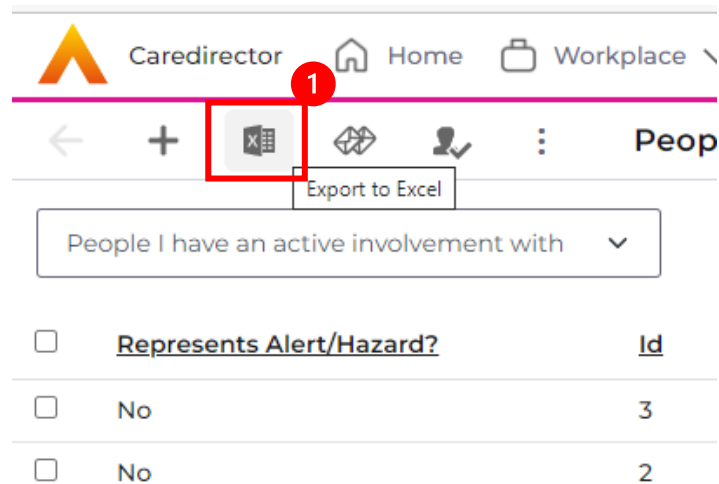 Caredirector Home Workplace
1
Peop
Export to Excel
People I have an active involvement with
Represents Alert/Hazard? Id
No 3
No 2